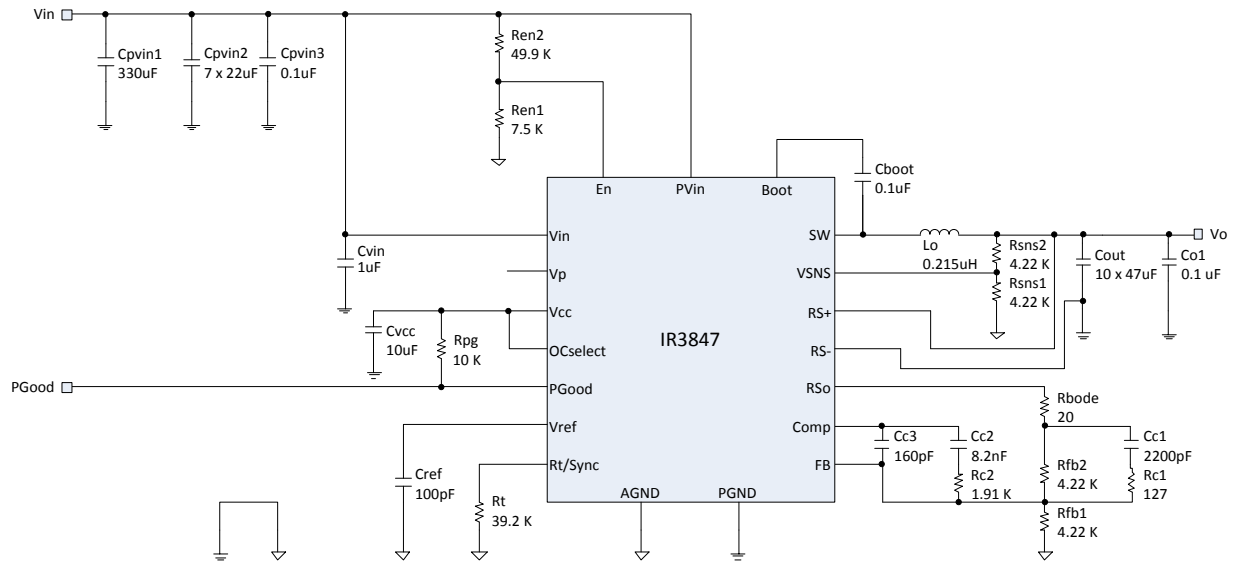 Vin
Cpvin1
330uF
Cpvin2
7 x 22uF
Cpvin3
0.1uF
Ren2
49.9 K
Ren1
7.5 K
Cboot
0.1uF
En
PVin
Boot
Vin
Vp
Vcc
OCselect
PGood
Vref
Rt/Sync
AGND
PGND
IR3847
SW
VSNS
RS+
RS-
RSo
Comp
FB
Cvin
1uF
Cvcc
10uF
Rpg
10 K
PGood
Cref
100pF
Rt
39.2 K
Lo
0.215uH
Rsns2
4.22 K
Rsns1
4.22 K
Cout
10 x 47uF
Co1
0.1 uF
Vo
Rbode
20
Cc3
160pF
Cc2
8.2nF
Rc2
1.91 K
Rfb2
4.22 K
Cc1
2200pF
Rc1
127
Rfb1
4.22 K